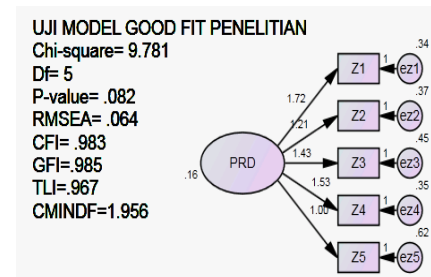 UJI MODEL GOOD FIT PENELITIAN
Chi-square= 9.781
Df= 5
P-value= .082
RMSEA= .064
CFI= .983
GFI=.985
TLI=.967
CMINDF=1.956
.34
Z1
1
ez1
.37
1.72
Z2
1
ez2
1.21
.45
.16
PRD
1.43
Z3
1
ez3
.35
1.53
Z4
1
ez4
1.00
.62
Z5
1
ez5